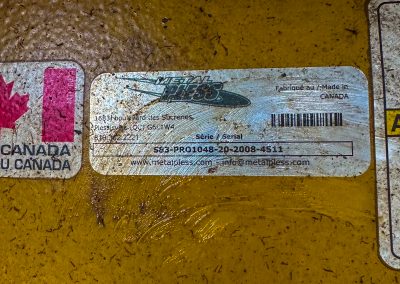 METAL
PLESS
Fabriqué au / Made in
CANADA
Série / Serial
S93-PRO1048-20-2008-4511
www.metalpless.com - info@metalpless.com
CANADA
U CANADA